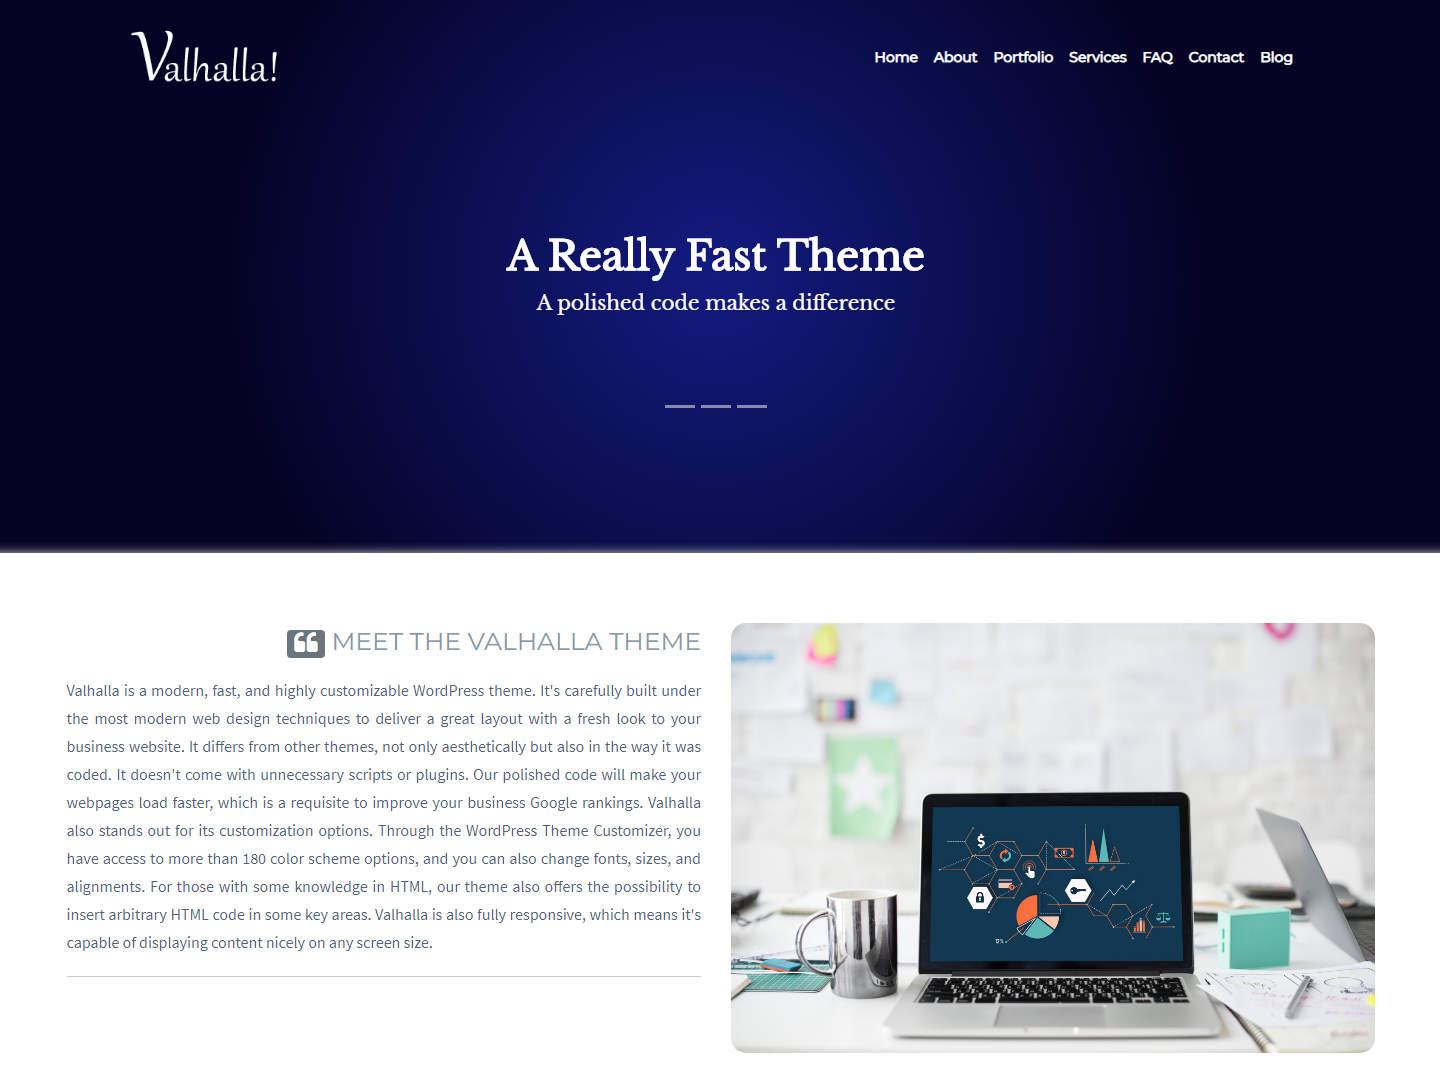 Valhalla!
Home About Portfolio Services FAQ Contact Blog
A Really Fast Theme
A polished code makes a difference
MEET THE VALHALLA THEME
Valhalla is a modern, fast, and highly customizable WordPress theme. It's carefully built under
the most modern web design techniques to deliver a great layout with a fresh look to your
business website. It differs from other themes, not only aesthetically but also in the way it was
coded. It doesn't come with unnecessary scripts or plugins. Our polished code will make your
webpages load faster, which is a requisite to improve your business Google rankings. Valhalla
also stands out for its customization options. Through the WordPress Theme Customizer, you
have access to more than 180 color scheme options, and you can also change fonts, sizes, and
alignments. For those with some knowledge in HTML, our theme also offers the possibility to
insert arbitrary HTML code in some key areas. Valhalla is also fully responsive, which means it's
capable of displaying content nicely on any screen size.
$